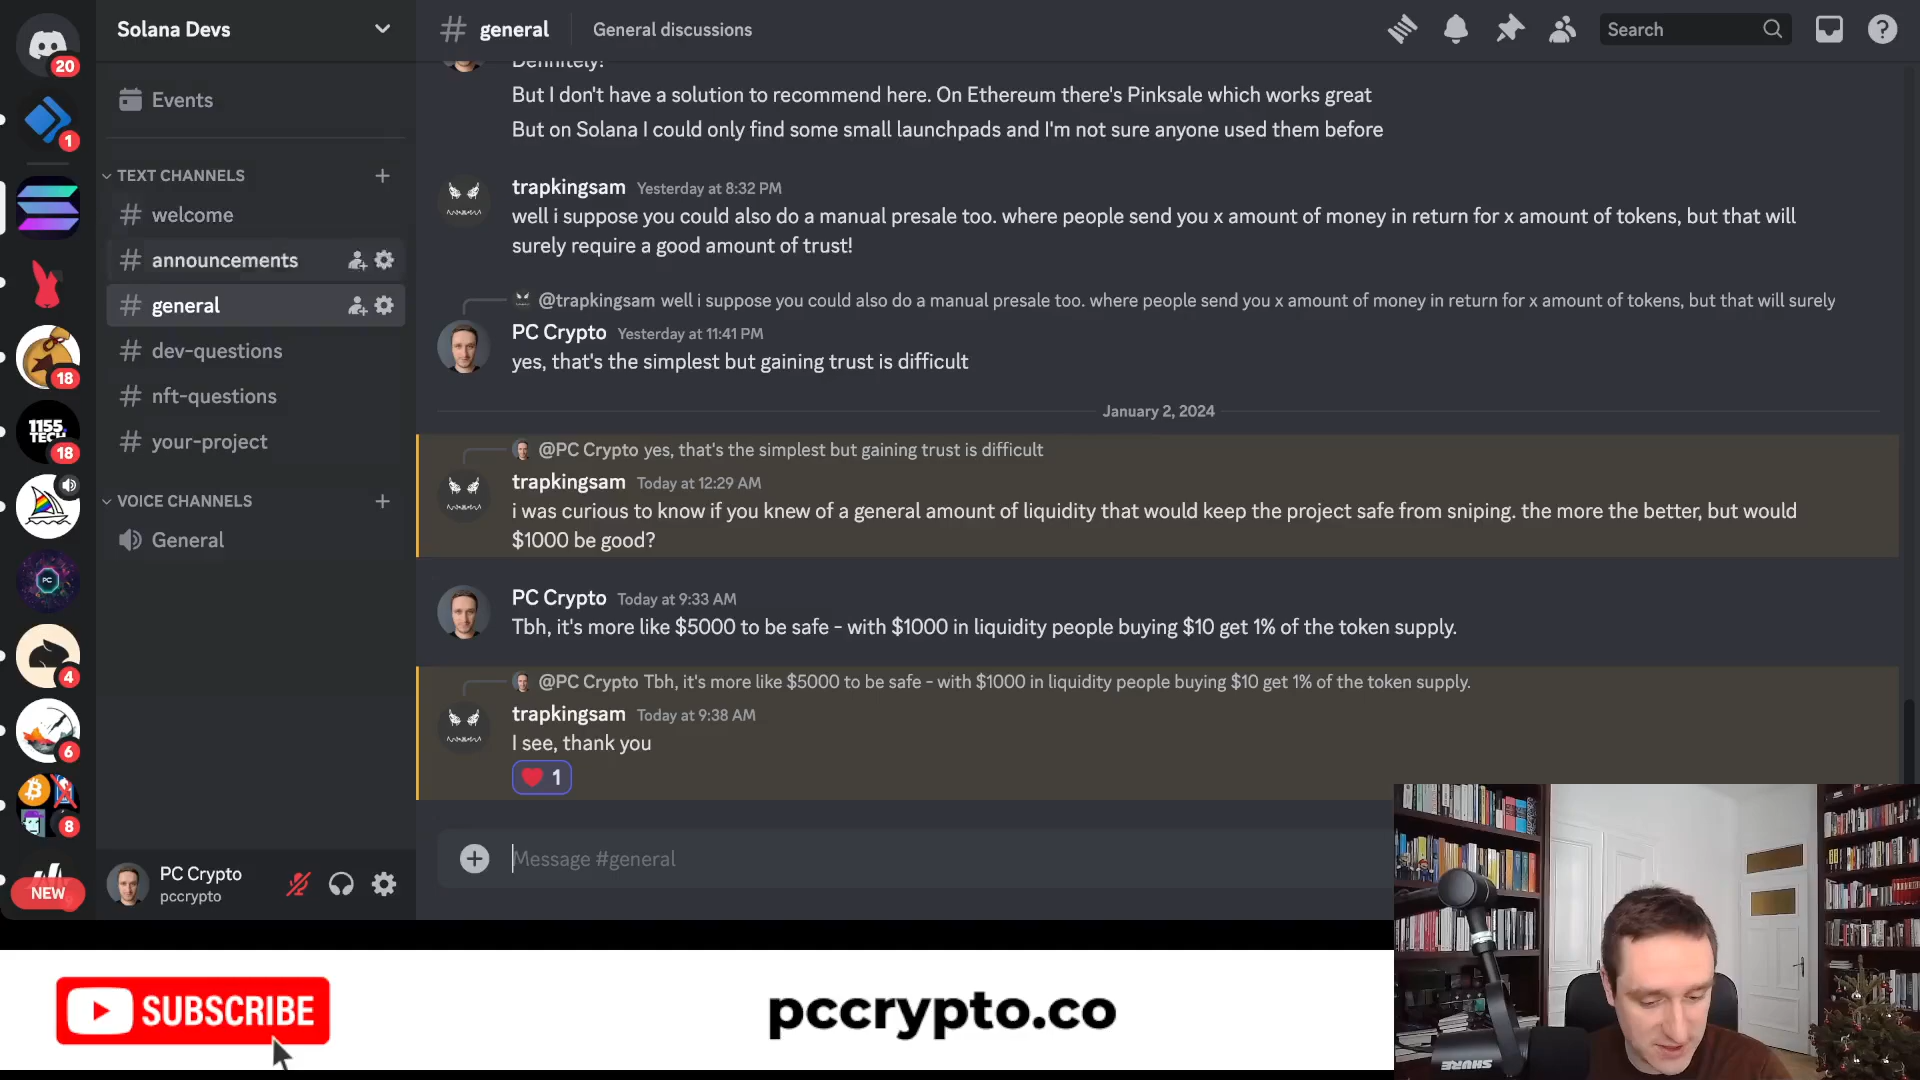 Solana Devs
general
General discussions
Search
20
1
18
1155.
TECH
18
4
6
8
NEW
Events
TEXT CHANNELS
welcome
announcements
general
dev-questions
nft-questions
your-project
VOICE CHANNELS
General
PC Crypto
pccrypto
Definitely!
But I don't have a solution to recommend here. On Ethereum there's Pinksale which works great
But on Solana I could only find some small launchpads and I'm not sure anyone used them before
trapkingsam Yesterday at 8:32 PM
well i suppose you could also do a manual presale too. where people send you x amount of money in return for x amount of tokens, but that will
surely require a good amount of trust!
@trapkingsam well i suppose you could also do a manual presale too. where people send you x amount of money in return for x amount of tokens, but that will surely
PC Crypto Yesterday at 11:41 PM
yes, that's the simplest but gaining trust is difficult
January 2, 2024
@PC Crypto yes, that's the simplest but gaining trust is difficult
trapkingsam Today at 12:29 AM
i was curious to know if you knew of a general amount of liquidity that would keep the project safe from sniping. the more the better, but would
$1000 be good?
PC Crypto Today at 9:33 AM
Tbh, it's more like $5000 to be safe - with $1000 in liquidity people buying $10 get 1% of the token supply.
@PC Crypto Tbh, it's more like $5000 to be safe - with $1000 in liquidity people buying $10 get 1% of the token supply.
trapkingsam Today at 9:38 AM
I see, thank you
1
Message #general
SUBSCRIBE
pccrypto.co
SHURE
PC